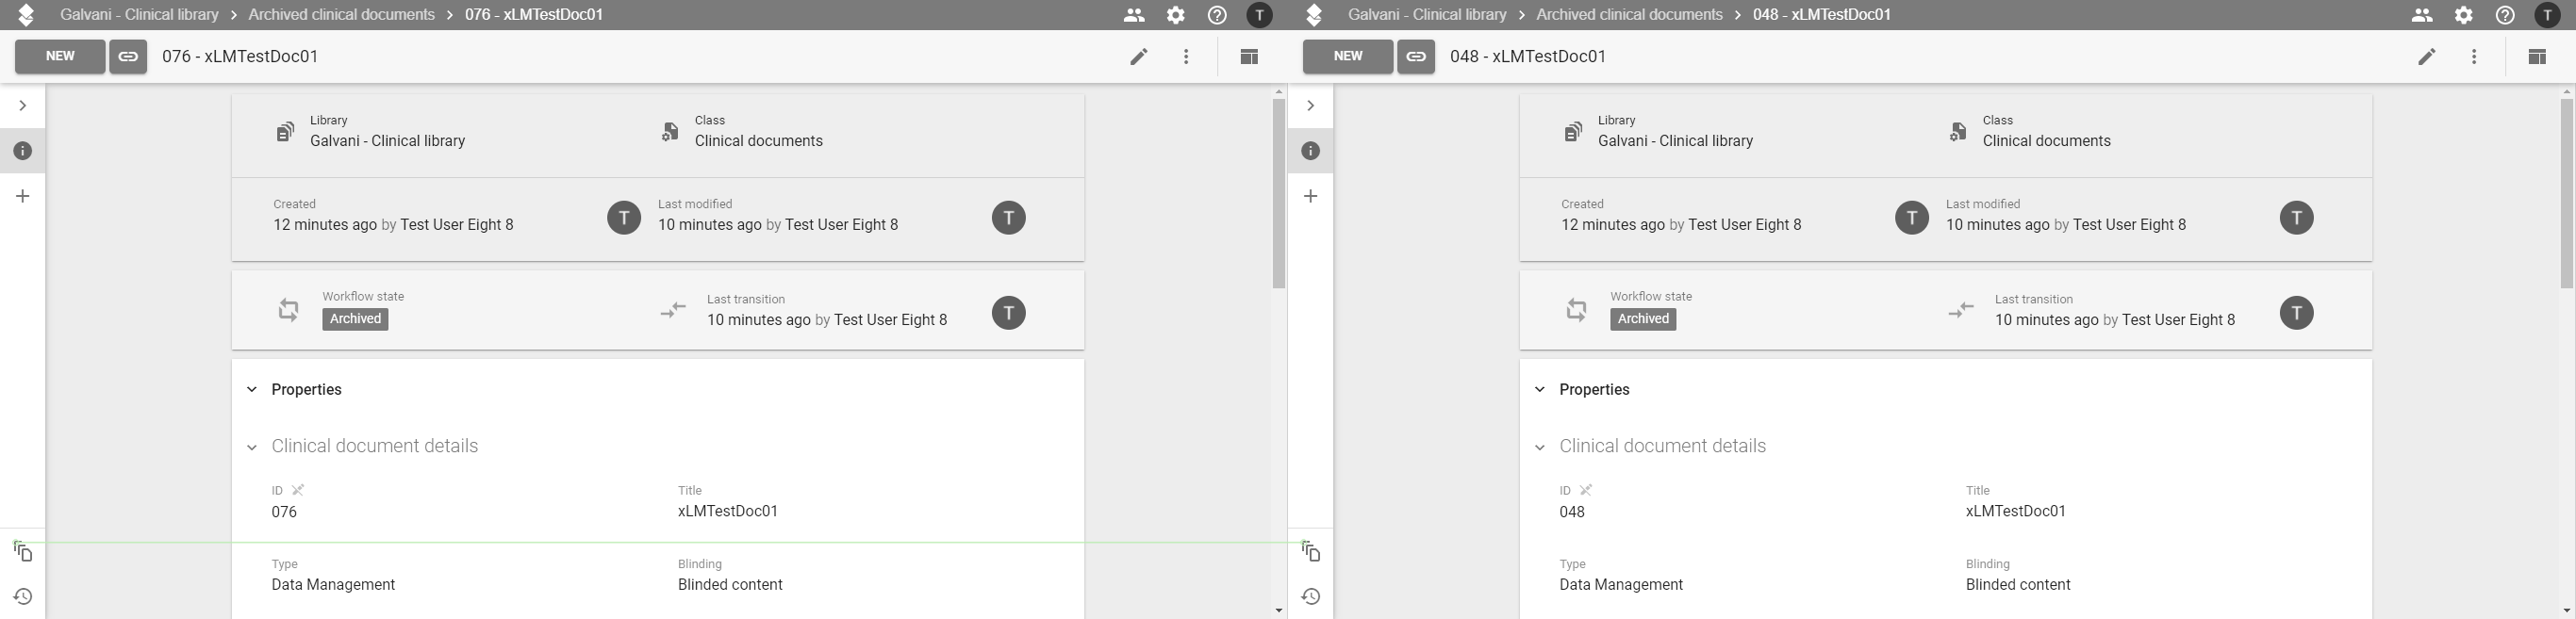 Galvani - Clinical library > Archived clinical documents > 076 - xLMTestDoc01
T
NEW
076 - xLMTestDoc01
Library
Galvani - Clinical library
Class
Clinical documents
Created
12 minutes ago by Test User Eight 8
T
Last modified
10 minutes ago by Test User Eight 8
T
Workflow state
Archived
Last transition
10 minutes ago by Test User Eight 8
T
Properties
Clinical document details
ID
076
Title
xLMTestDoc01
Type
Data Management
Blinding
Blinded content
Galvani - Clinical library > Archived clinical documents > 048 - xLMTestDoc01
T
NEW
048 - xLMTestDoc01
Library
Galvani - Clinical library
Class
Clinical documents
Created
12 minutes ago by Test User Eight 8
T
Last modified
10 minutes ago by Test User Eight 8
T
Workflow state
Archived
Last transition
10 minutes ago by Test User Eight 8
T
Properties
Clinical document details
ID
048
Title
xLMTestDoc01
Type
Data Management
Blinding
Blinded content